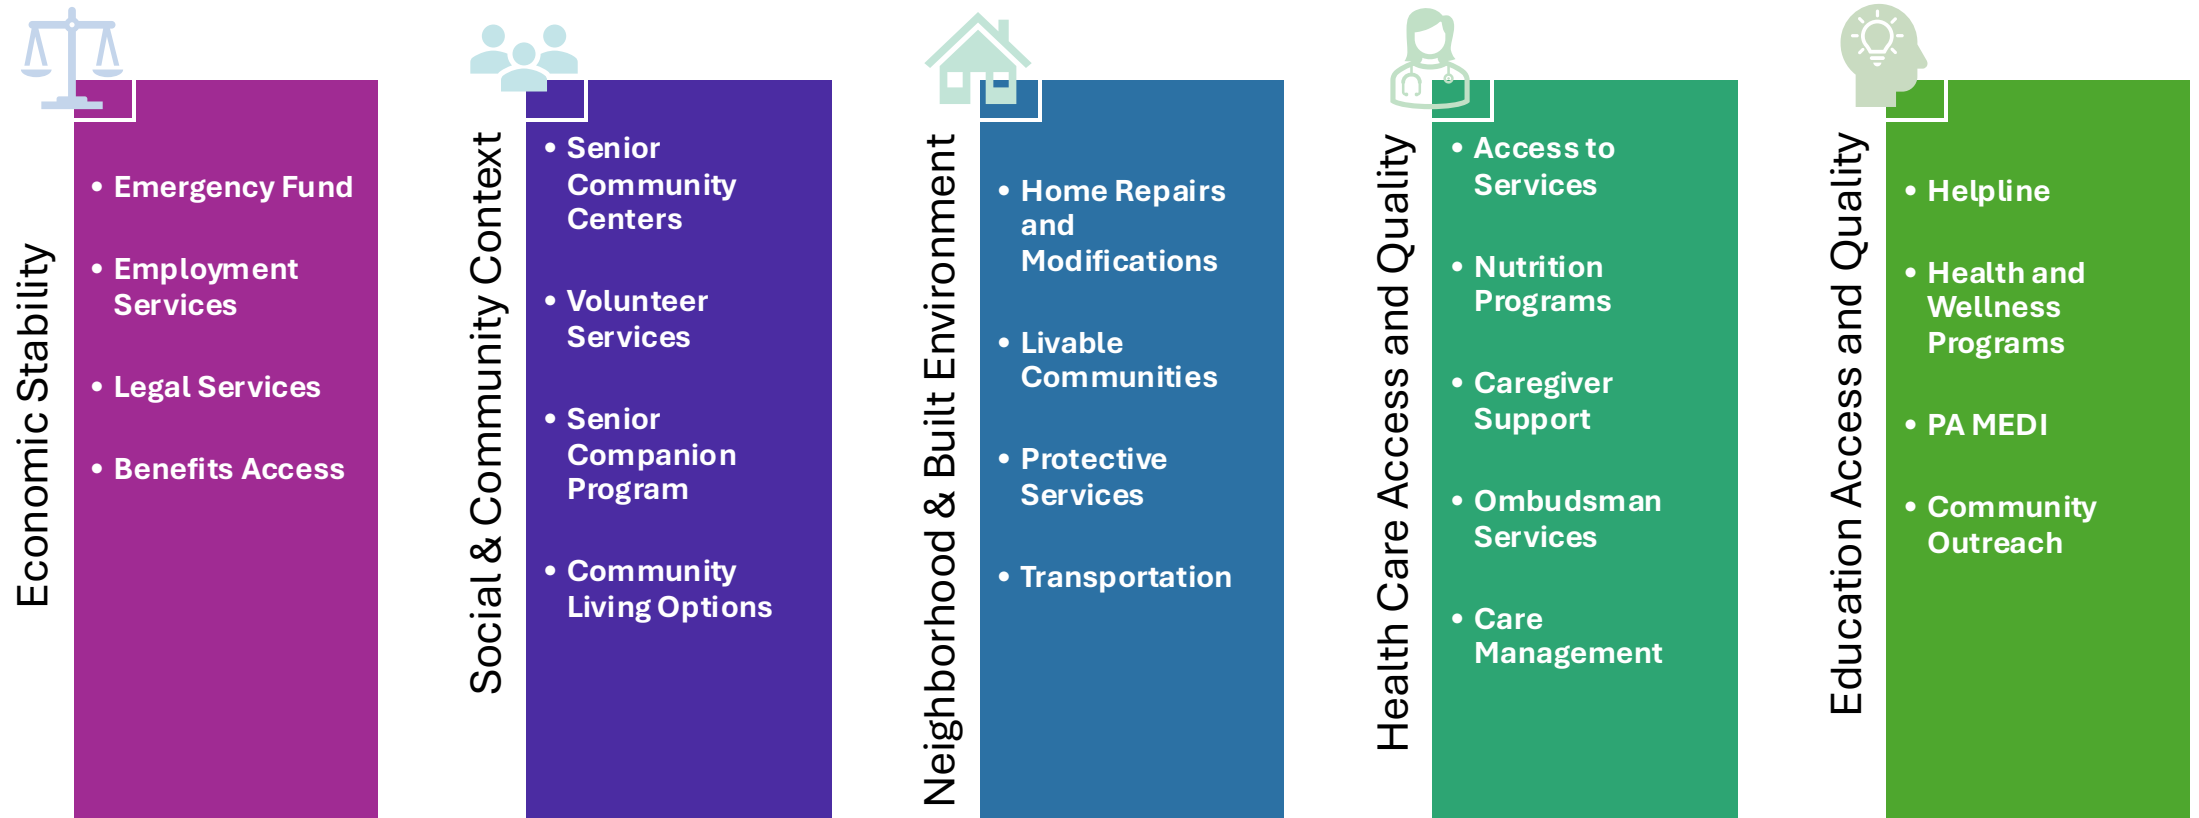 Economic Stability
• Emergency Fund
• Employment
Services
• Legal Services
• Benefits Access
Social & Community Context
• Senior
Community
Centers
• Volunteer
Services
• Senior
Companion
Program
• Community
Living Options
Neighborhood & Built Environment
• Home Repairs
and
Modifications
• Livable
Communities
• Protective
Services
• Transportation
Health Care Access and Quality
• Access to
Services
• Nutrition
Programs
• Caregiver
Support
• Ombudsman
Services
• Care
Management
Education Access and Quality
• Helpline
• Health and
Wellness
Programs
• PA MEDI
• Community
Outreach